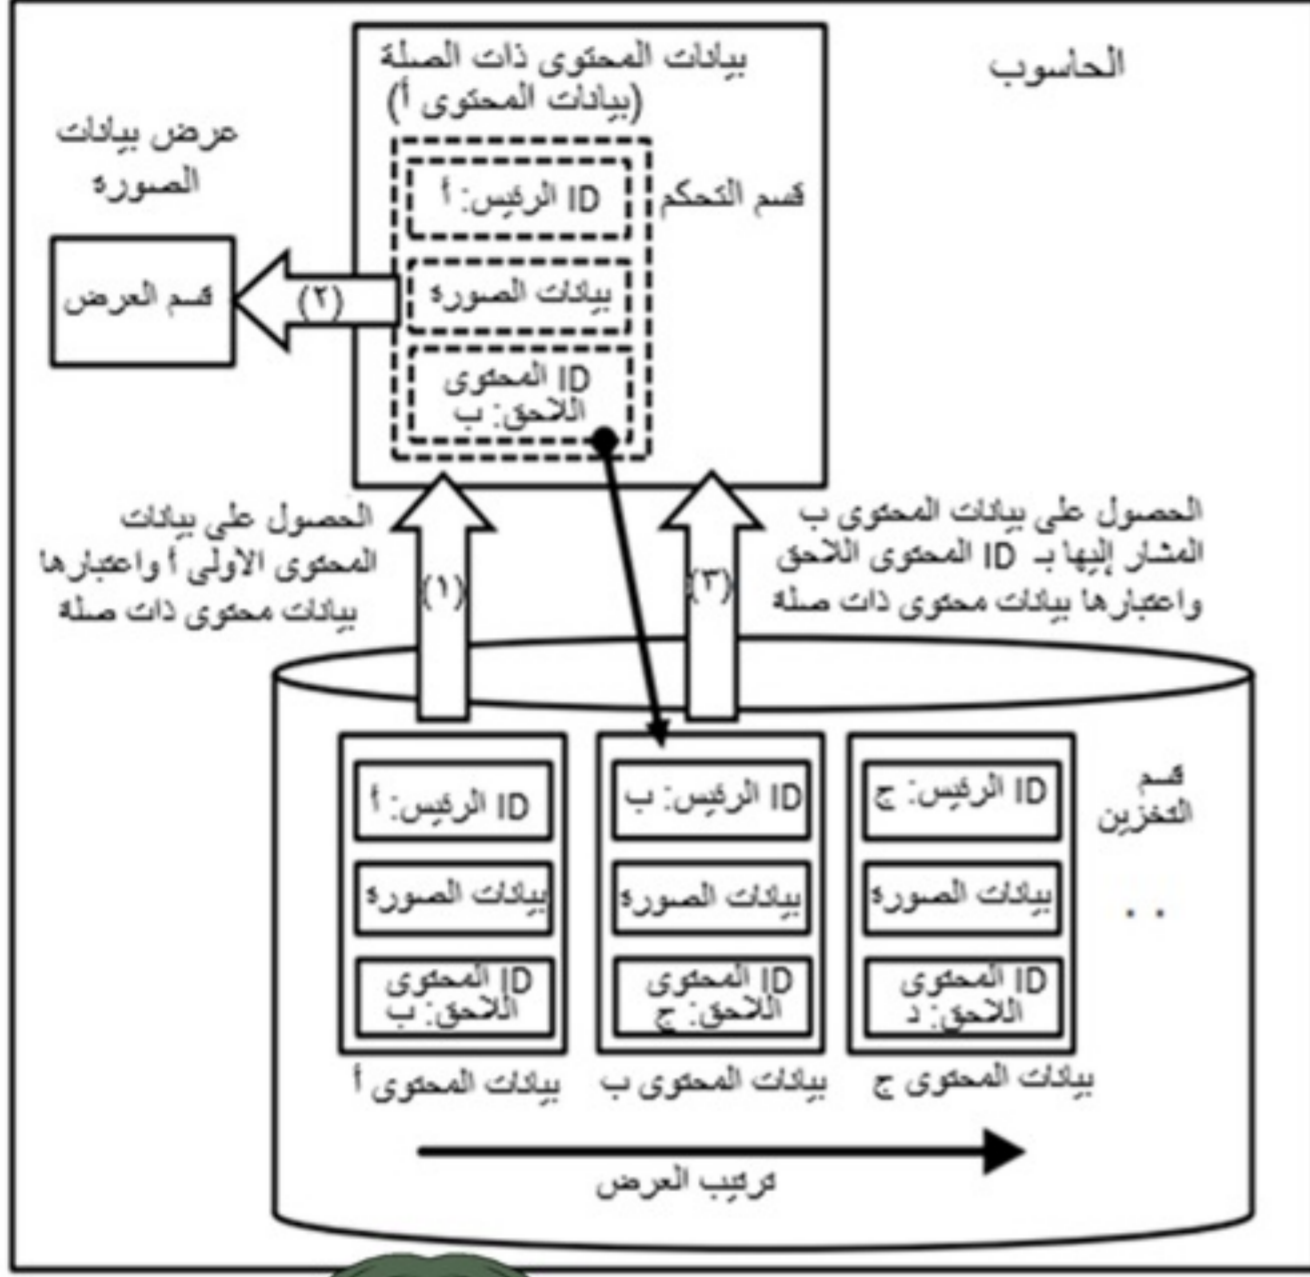 الحاسوب
بيانات المحتوى ذات الصلة
(بيانات المحتوى أ)
قسم التحكم
ID الرئيس: أ
بيانات الصورة
ID المحتوى
اللاحق: ب
عرض بيانات
الصورة
(٢)
قسم العرض
الحصول على بيانات
المحتوى الأولى أ واعتبارها
بيانات محتوى ذات صلة
(١)
(٣)
الحصول على بيانات المحتوى ب
المشار إليها بـ ID المحتوى اللاحق
واعتبارها بيانات محتوى ذات صلة
قسم
التخزين
. .
ID الرئيس: أ
بيانات الصورة
ID المحتوى
اللاحق: ب
بيانات المحتوى أ
ID الرئيس: ب
بيانات الصورة
ID المحتوى
اللاحق: ج
بيانات المحتوى ب
ID الرئيس: ج
بيانات الصورة
ID المحتوى
اللاحق: د
بيانات المحتوى ج
ترتيب العرض